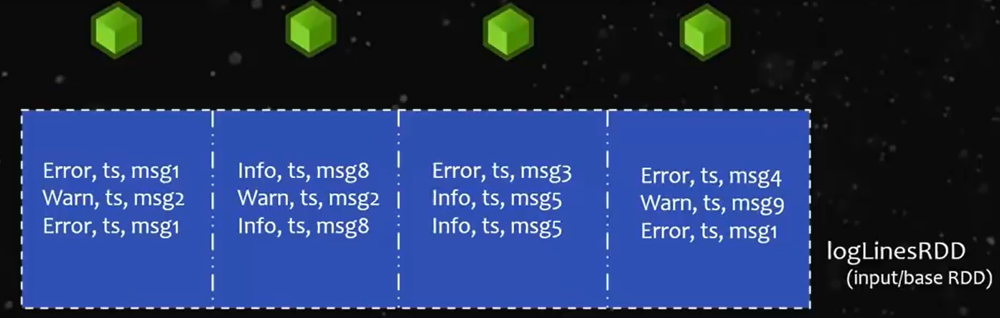 Error, ts, msg1
Warn, ts, msg2
Error, ts, msg1
Info, ts, msg8
Warn, ts, msg2
Info, ts, msg8
Error, ts, msg3
Info, ts, msg5
Info, ts, msg5
Error, ts, msg4
Warn, ts, msg9
Error, ts, msg1
logLinesRDD
(input/base RDD)